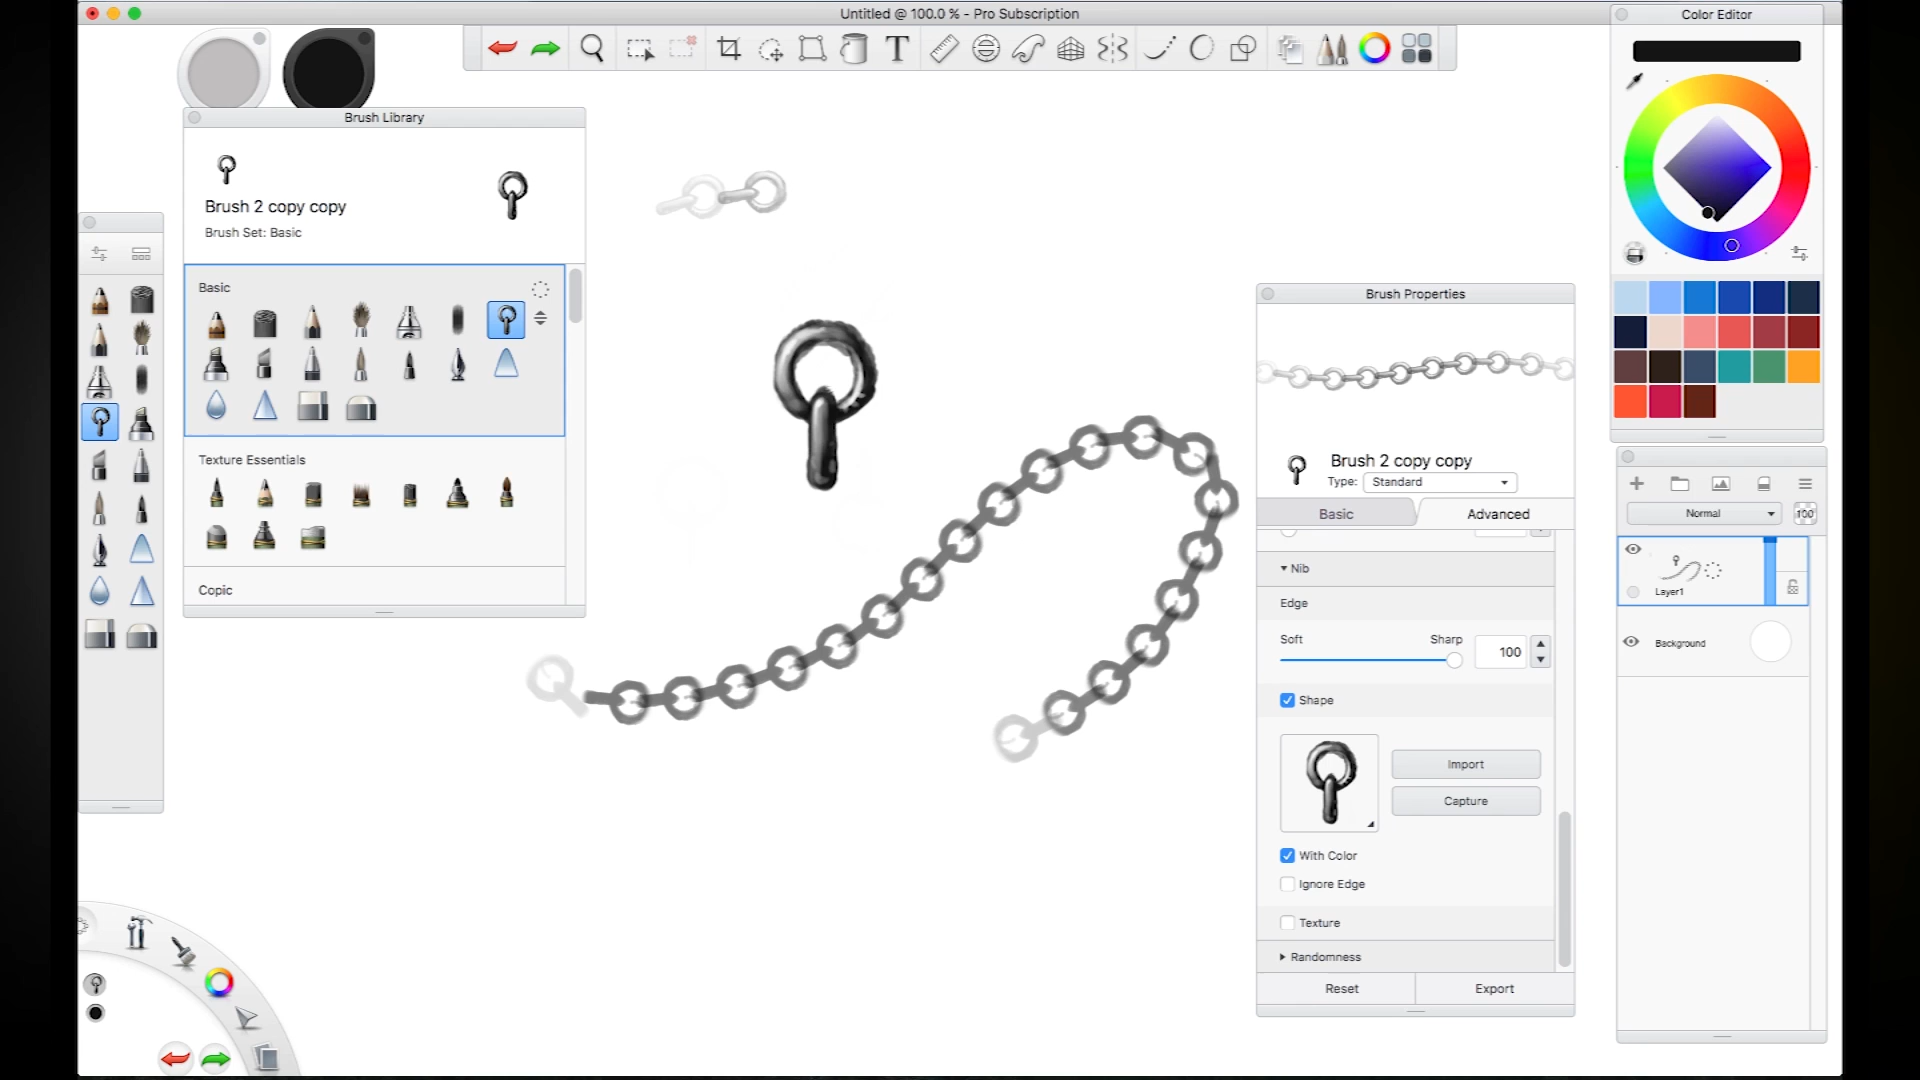 Untitled @ 100.0 % - Pro Subscription
Color Editor
T
Brush Library
Brush 2 copy copy
Brush Set: Basic
Basic
Texture Essentials
Copic
Brush Properties
Brush 2 copy copy
Type: Standard
Basic
Advanced
Nib
Edge
Soft
Sharp
100
Shape
Import
Capture
With Color
Ignore Edge
Texture
Randomness
Reset
Export
Normal
100
Layer1
Background